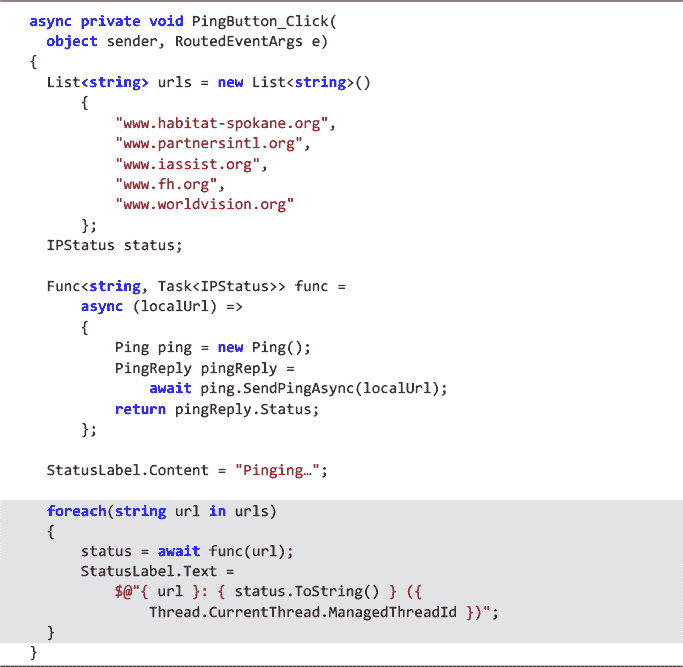 async private void PingButton_Click(
  object sender, RoutedEventArgs e)
{
  List<string> urls = new List<string>()
      {
          "www.habitat-spokane.org",
          "www.partnersintl.org",
          "www.iassist.org",
          "www.fh.org",
          "www.worldvision.org"
      };
  IPStatus status;

  Func<string, Task<IPStatus>> func =
      async (localUrl) =>
      {
          Ping ping = new Ping();
          PingReply pingReply =
              await ping.SendPingAsync(localUrl);
          return pingReply.Status;
      };

  StatusLabel.Content = "Pinging…";

  foreach(string url in urls)
  {
      status = await func(url);
      StatusLabel.Text =
          $@"{ url }: { status.ToString() } ({
              Thread.CurrentThread.ManagedThreadId })";
  }
}